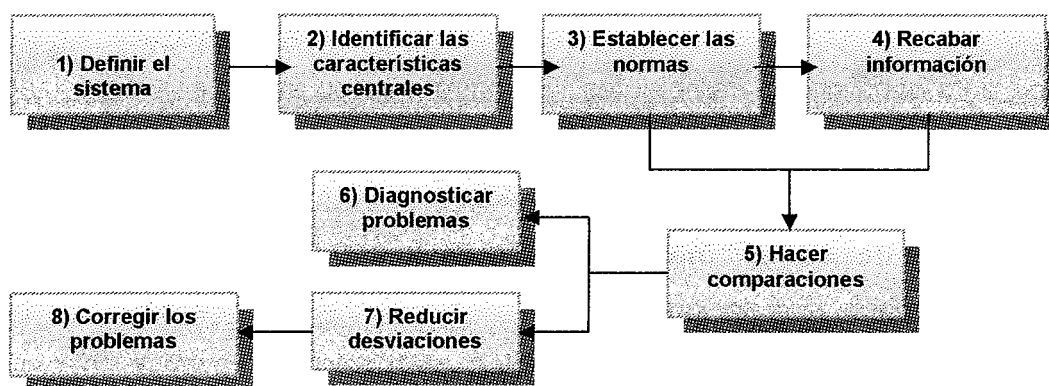 1) Definir el
sistema
2) Identificar las
características
centrales
3) Establecer las
normas
4) Recabar
información
6) Diagnosticar
problemas
5) Hacer
comparaciones
8) Corregir los
problemas
7) Reducir
desviaciones